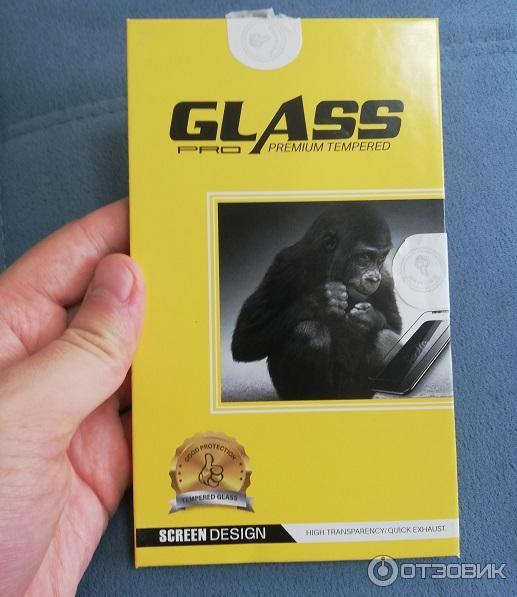 GLASS
PRO PREMIUM TEMPERED
GOOD PROTECTION
TEMPERED GLASS
SCREEN DESIGN
HIGH TRANSPARENCY/QUICK EXHAUST
ОТЗОВИК